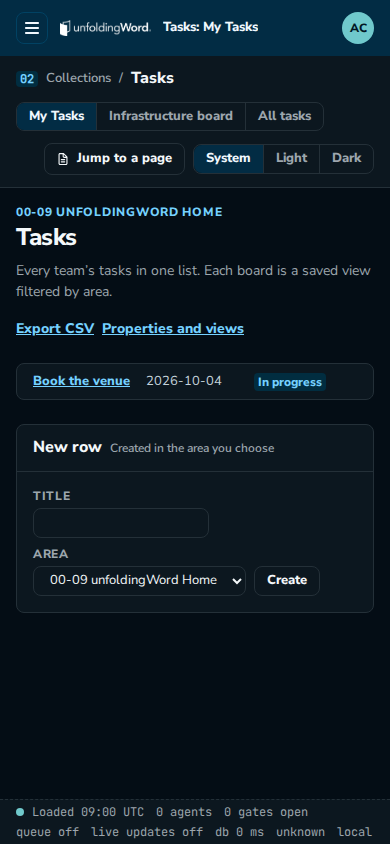 unfoldingWord. Tasks: My Tasks AC
02 Collections / Tasks
My Tasks Infrastructure board All tasks
Jump to a page System Light Dark
00-09 UNFOLDINGWORD HOME
Tasks
Every team's tasks in one list. Each board is a saved view
filtered by area.
Export CSV Properties and views
Book the venue 2026-10-04 In progress
New row Created in the area you choose
TITLE
AREA
00-09 unfoldingWord Home Create
Loaded 09:00 UTC 0 agents 0 gates open
queue off live updates off db 0 ms unknown local